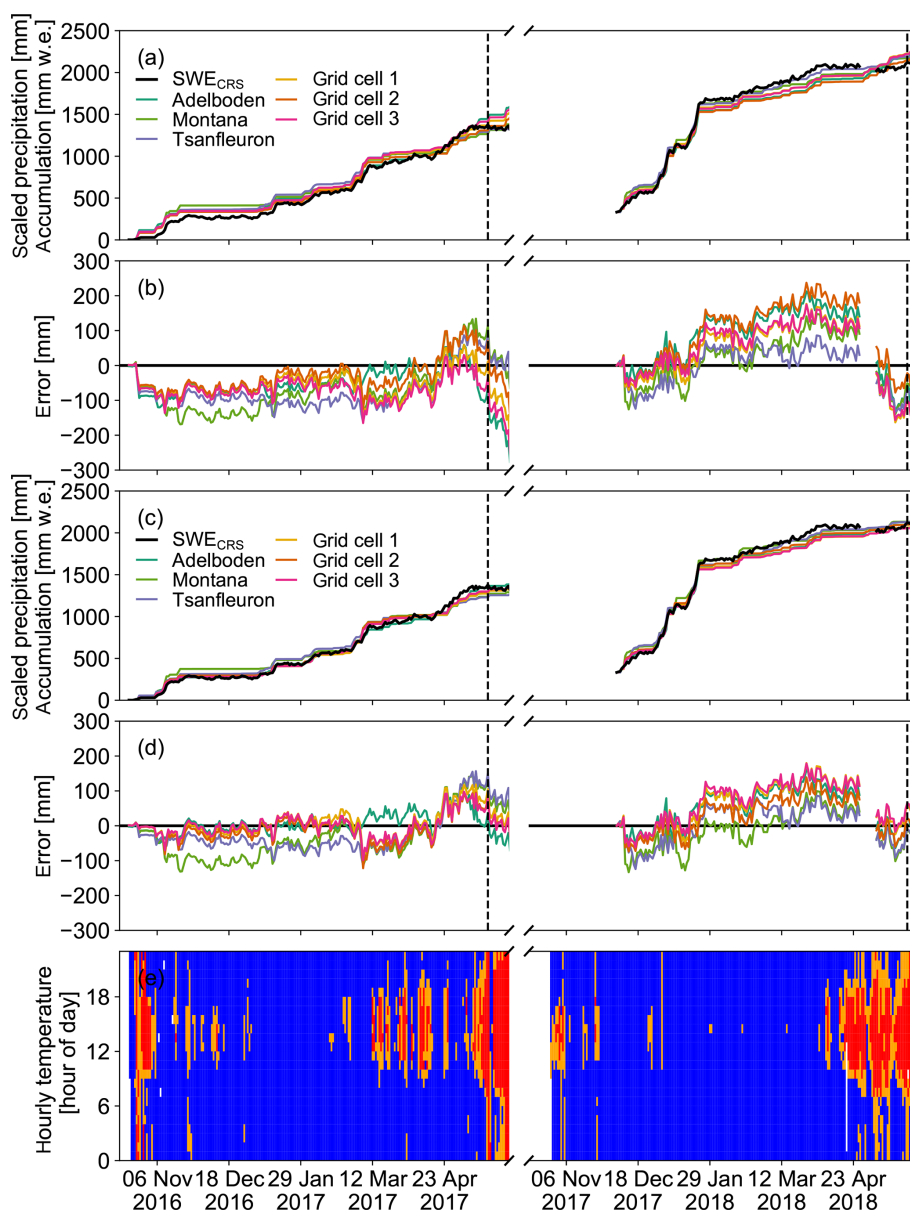 Scaled precipitation [mm]
Accumulation [mm w.e.]
2500
2000
1500
1000
500
0
(a)
SWE_CRS
Adelboden
Montana
Tsanfleuron
Grid cell 1
Grid cell 2
Grid cell 3
Error [mm]
300
200
100
0
−100
−200
−300
(b)
Scaled precipitation [mm]
Accumulation [mm w.e.]
2500
2000
1500
1000
500
0
(c)
SWE_CRS
Adelboden
Montana
Tsanfleuron
Grid cell 1
Grid cell 2
Grid cell 3
Error [mm]
300
200
100
0
−100
−200
−300
(d)
Hourly temperature
[hour of day]
18
12
6
0
(e)
06 Nov 18 Dec 29 Jan 12 Mar 23 Apr 06 Nov 18 Dec 29 Jan 12 Mar 23 Apr
2016 2016 2017 2017 2017 2017 2017 2018 2018 2018